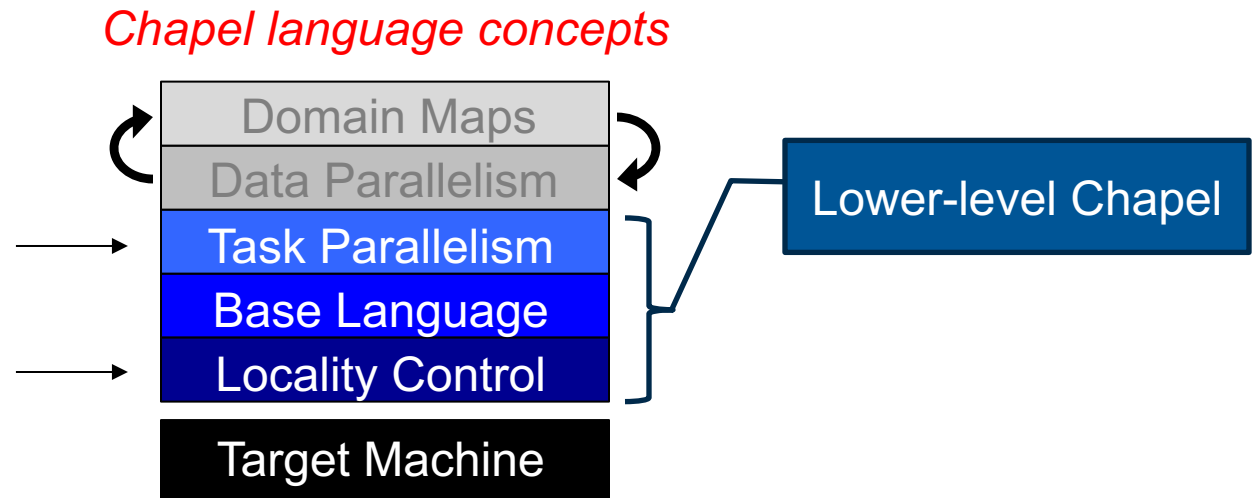 Chapel language concepts
Domain Maps
Data Parallelism
Task Parallelism
Base Language
Locality Control
Target Machine
Lower-level Chapel